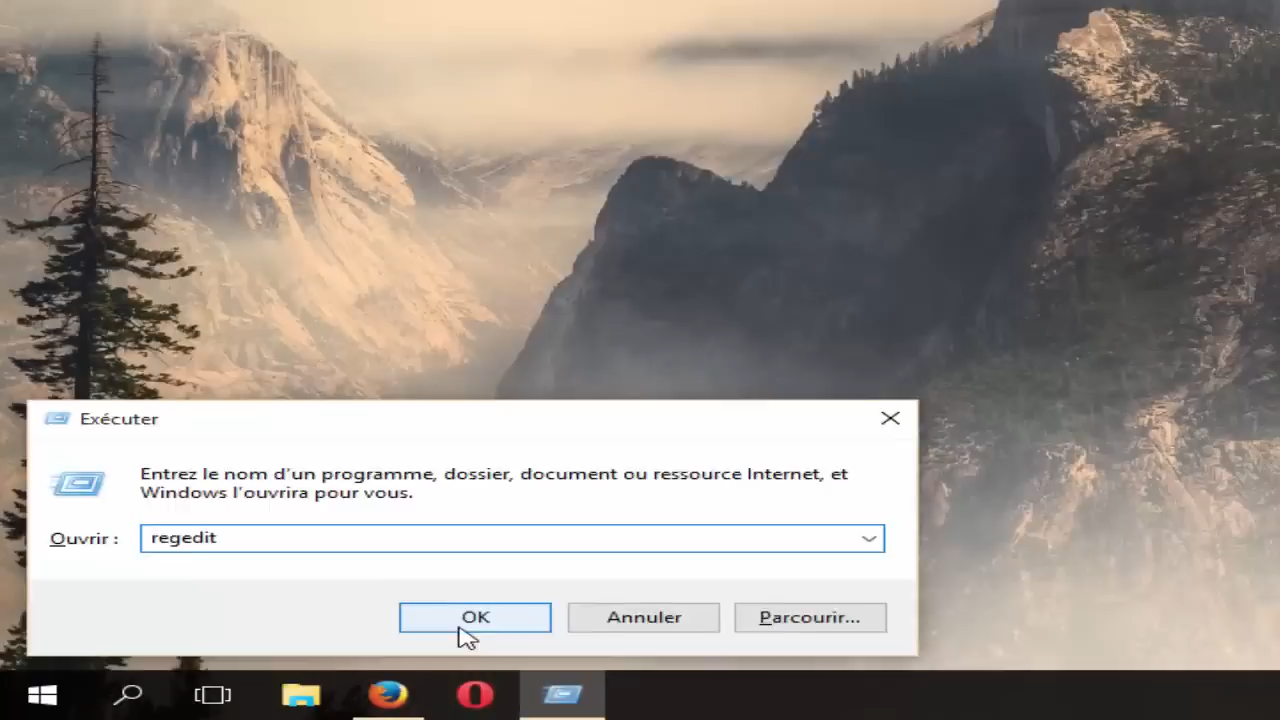 Exécuter
Entrez le nom d'un programme, dossier, document ou ressource Internet, et
Windows l'ouvrira pour vous.
Ouvrir : regedit
OK Annuler Parcourir...